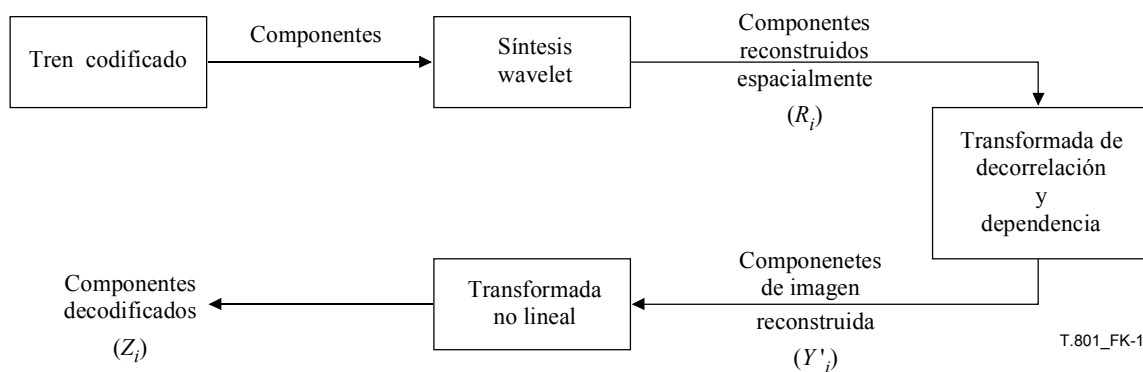 Tren codificado
Componentes
Síntesis
wavelet
Componentes
reconstruidos
espacialmente
(R_i)
Transformada de
decorrelación
y
dependencia
Componenetes
de imagen
reconstruida
(Y'_i)
Transformada
no lineal
Componentes
decodificados
(Z_i)
T.801_FK-1